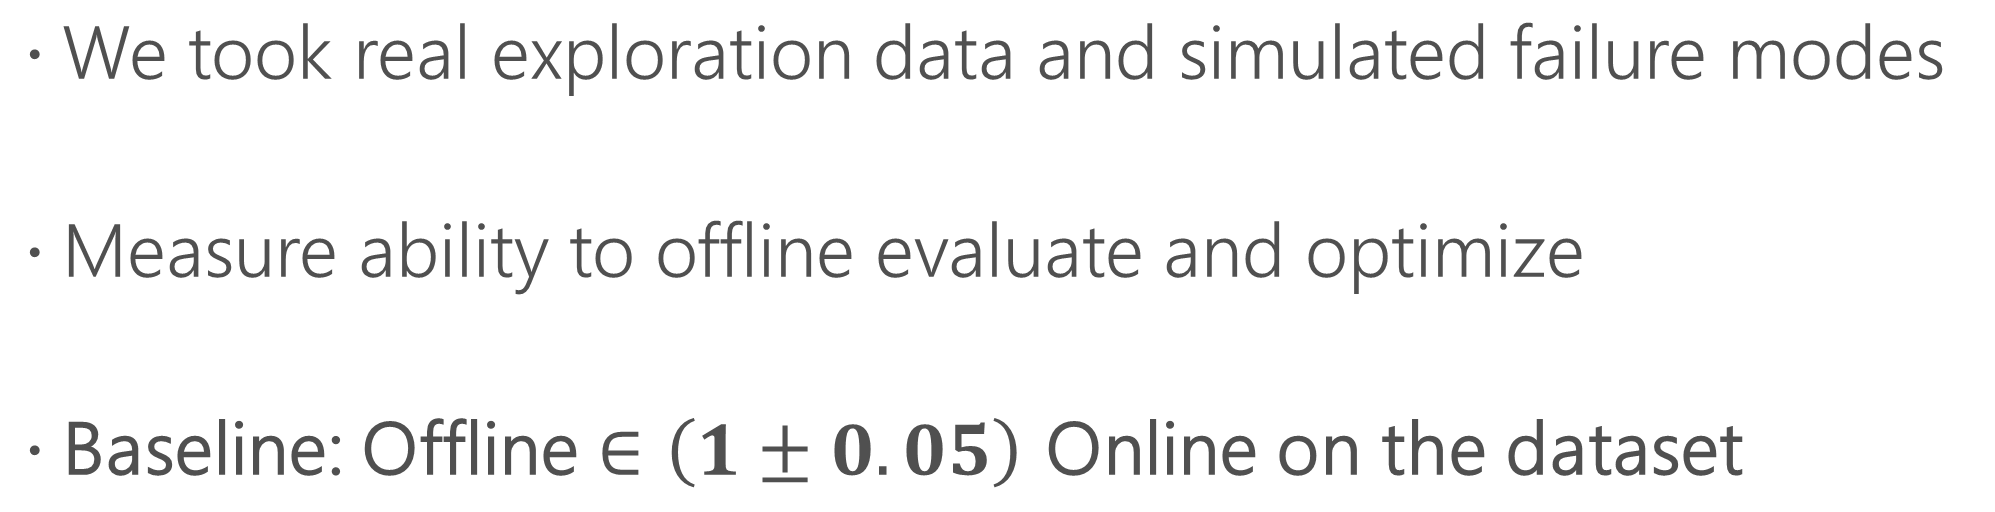 · We took real exploration data and simulated failure modes
· Measure ability to offline evaluate and optimize
· Baseline: Offline ∈ (1 ± 0.05) Online on the dataset